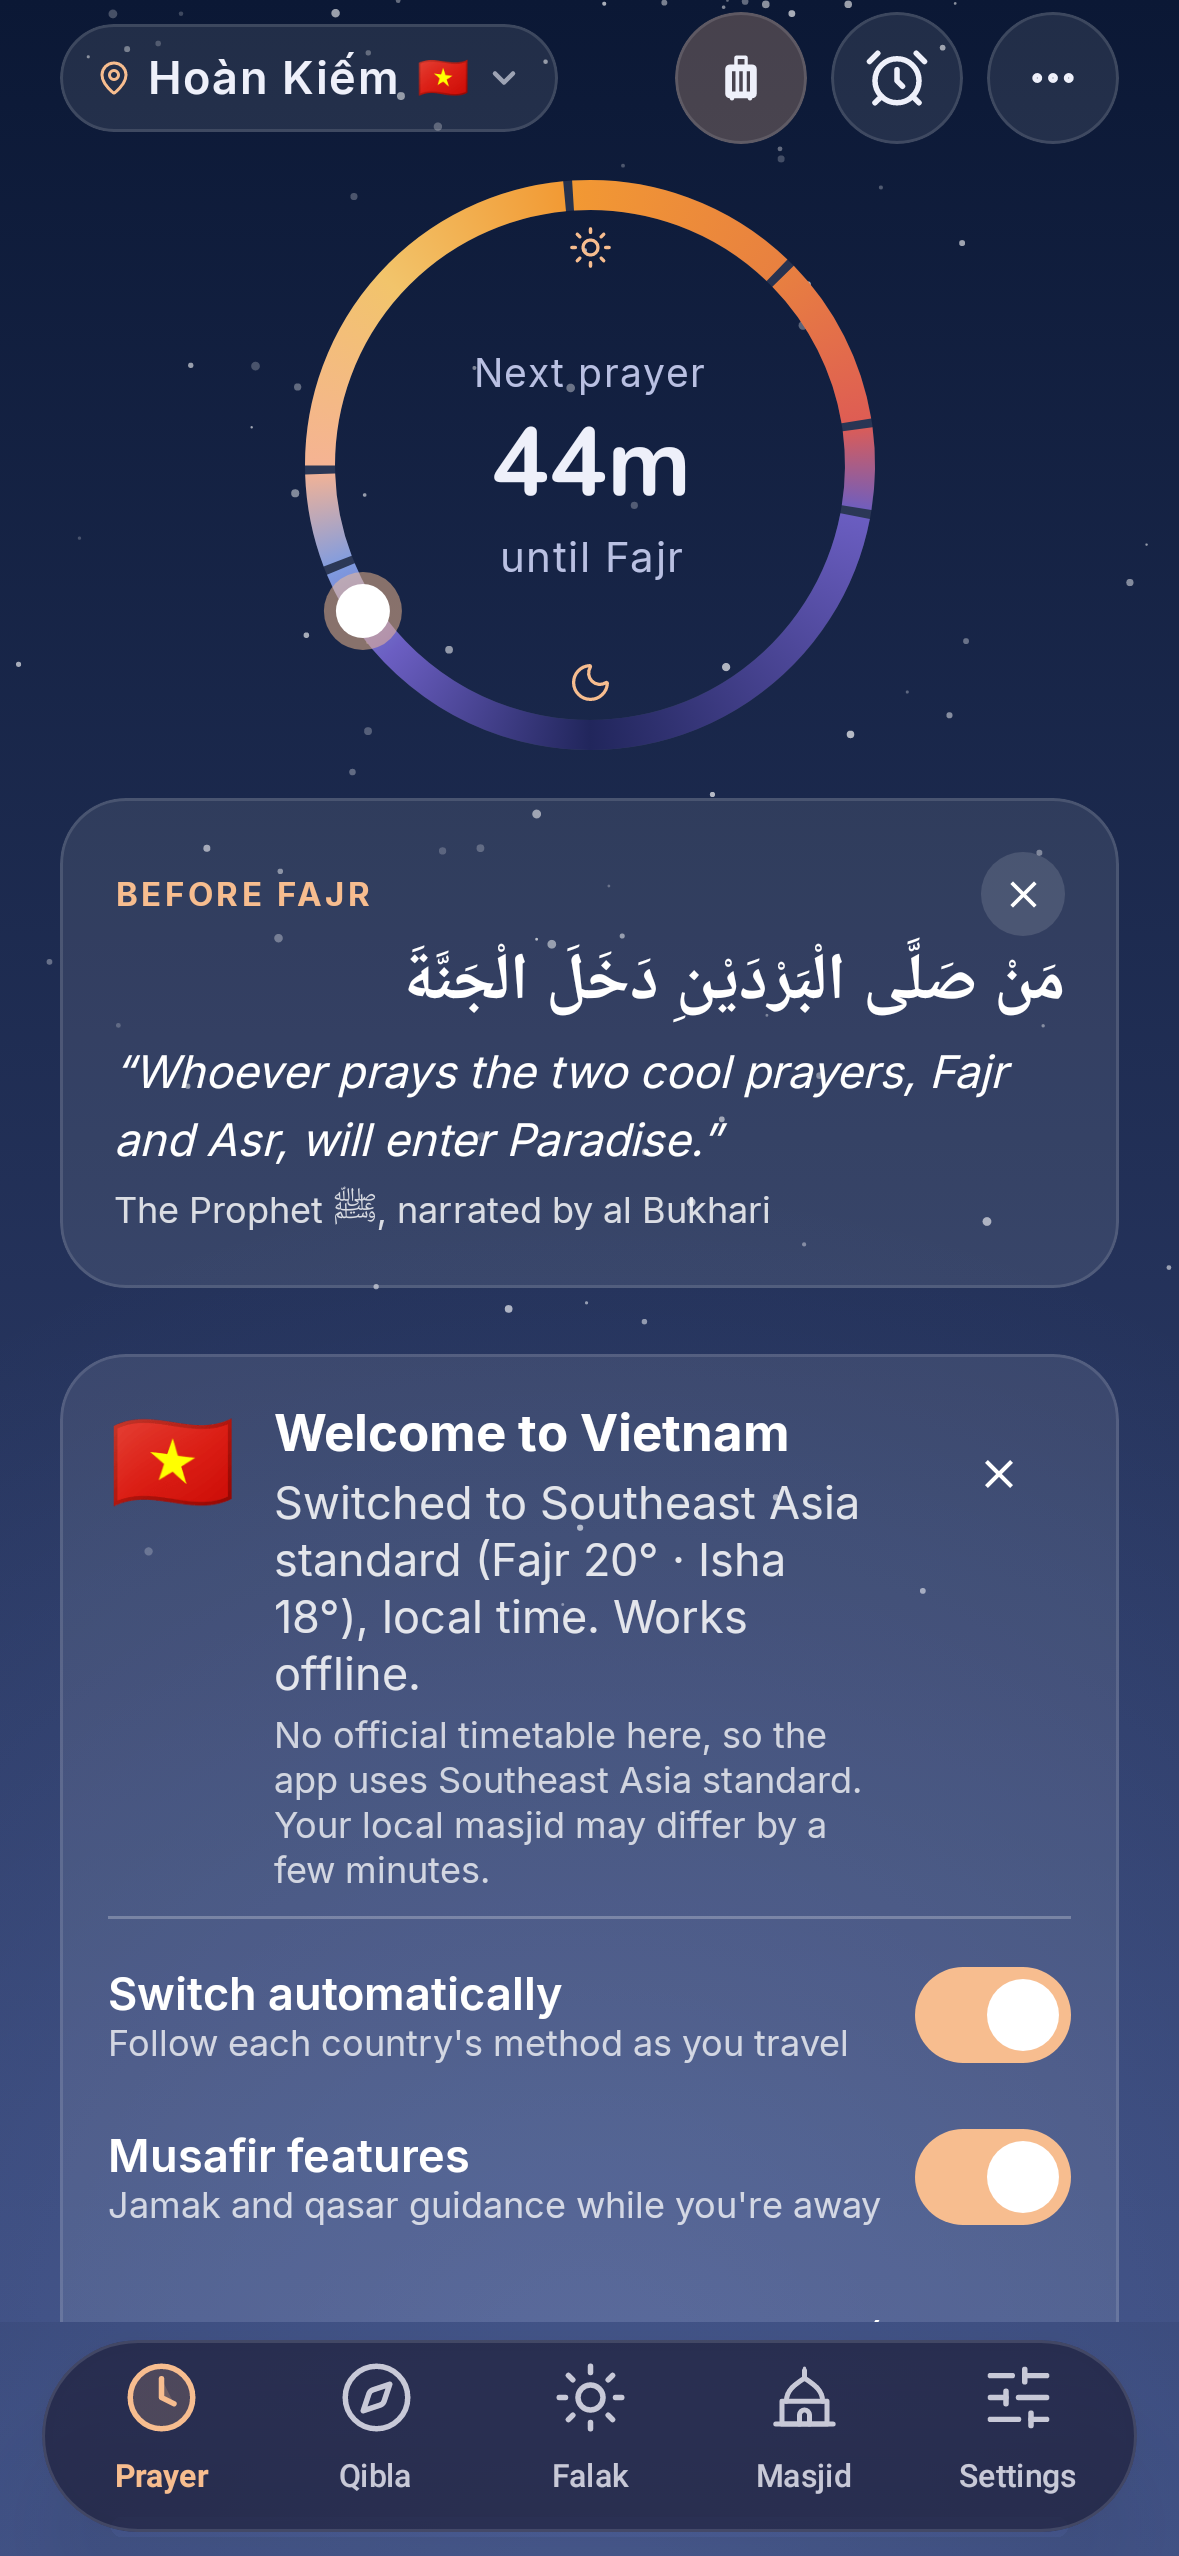 Hoàn Kiếm 🇻🇳
Next prayer
44m
until Fajr
BEFORE FAJR
مَنْ صَلَّى الْبَرْدَيْنِ دَخَلَ الْجَنَّةَ
“Whoever prays the two cool prayers, Fajr
and Asr, will enter Paradise.”
The Prophet ﷺ, narrated by al Bukhari
Welcome to Vietnam
Switched to Southeast Asia
standard (Fajr 20° · Isha
18°), local time. Works
offline.
No official timetable here, so the
app uses Southeast Asia standard.
Your local masjid may differ by a
few minutes.
Switch automatically
Follow each country's method as you travel
Musafir features
Jamak and qasar guidance while you're away
Prayer
Qibla
Falak
Masjid
Settings